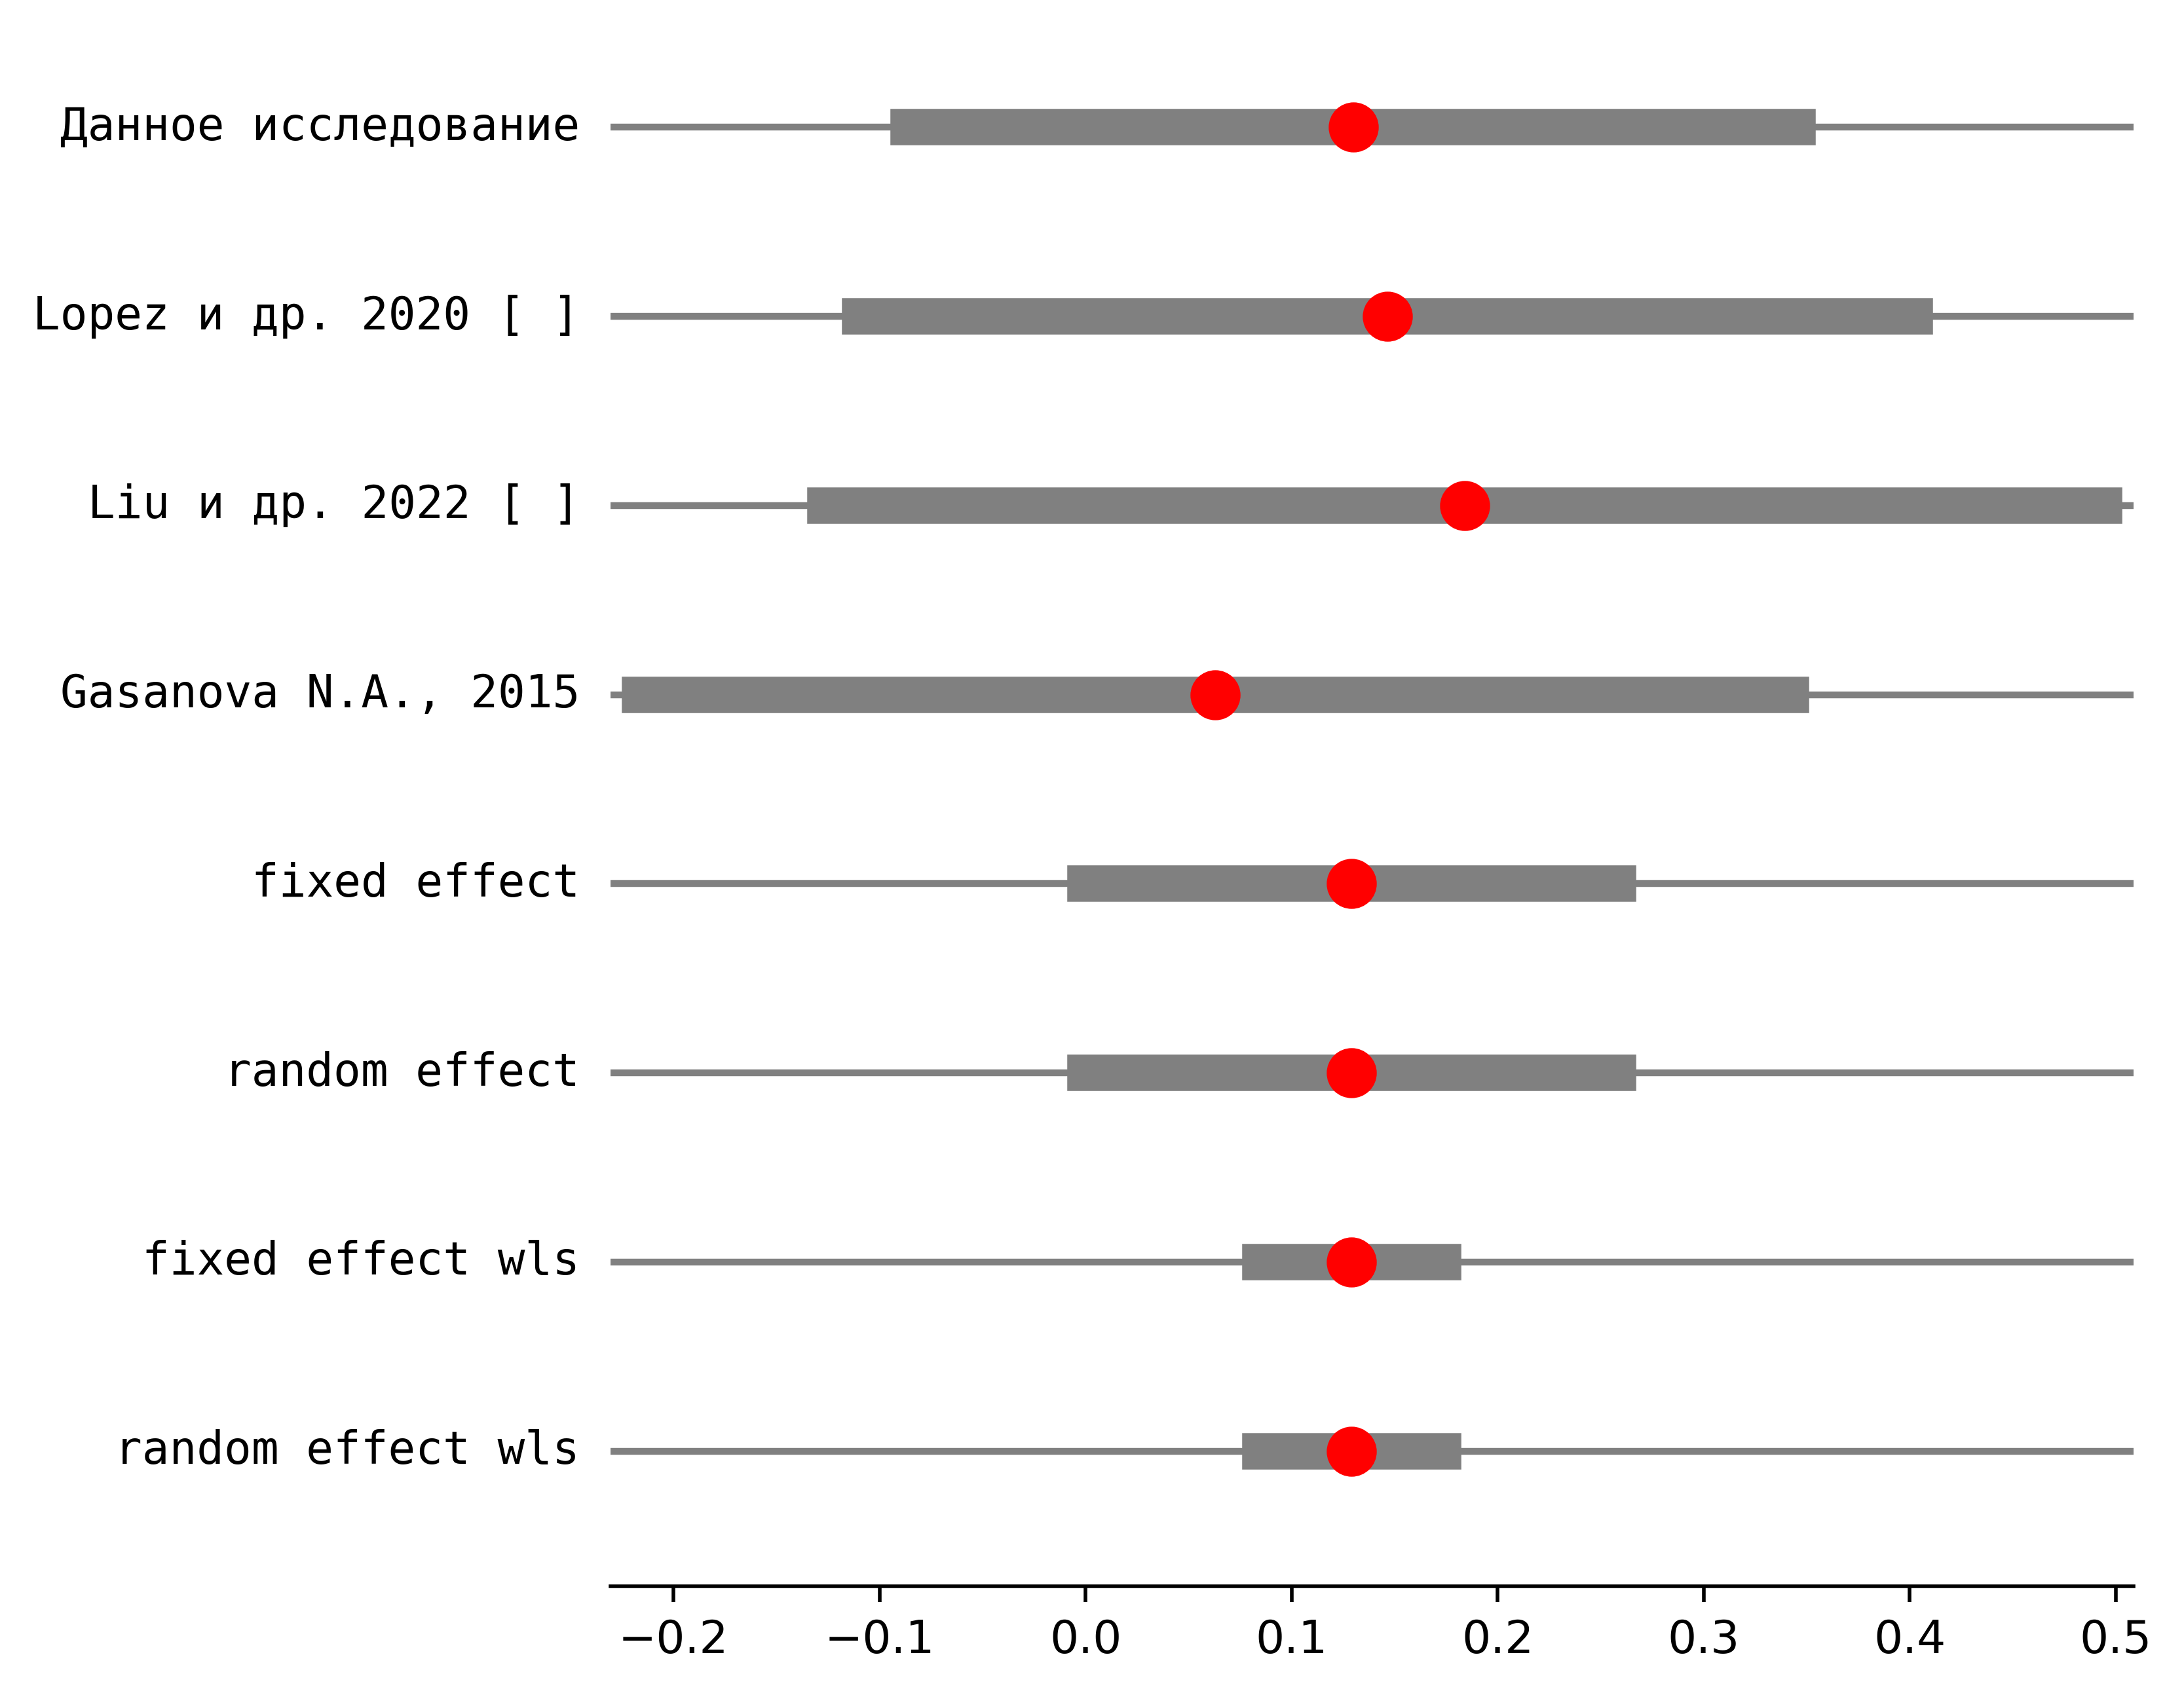 Данное исследование
Lopez и др. 2020 [ ]
Liu и др. 2022 [ ]
Gasanova N.A., 2015
fixed effect
random effect
fixed effect wls
random effect wls
−0.2 −0.1 0.0 0.1 0.2 0.3 0.4 0.5